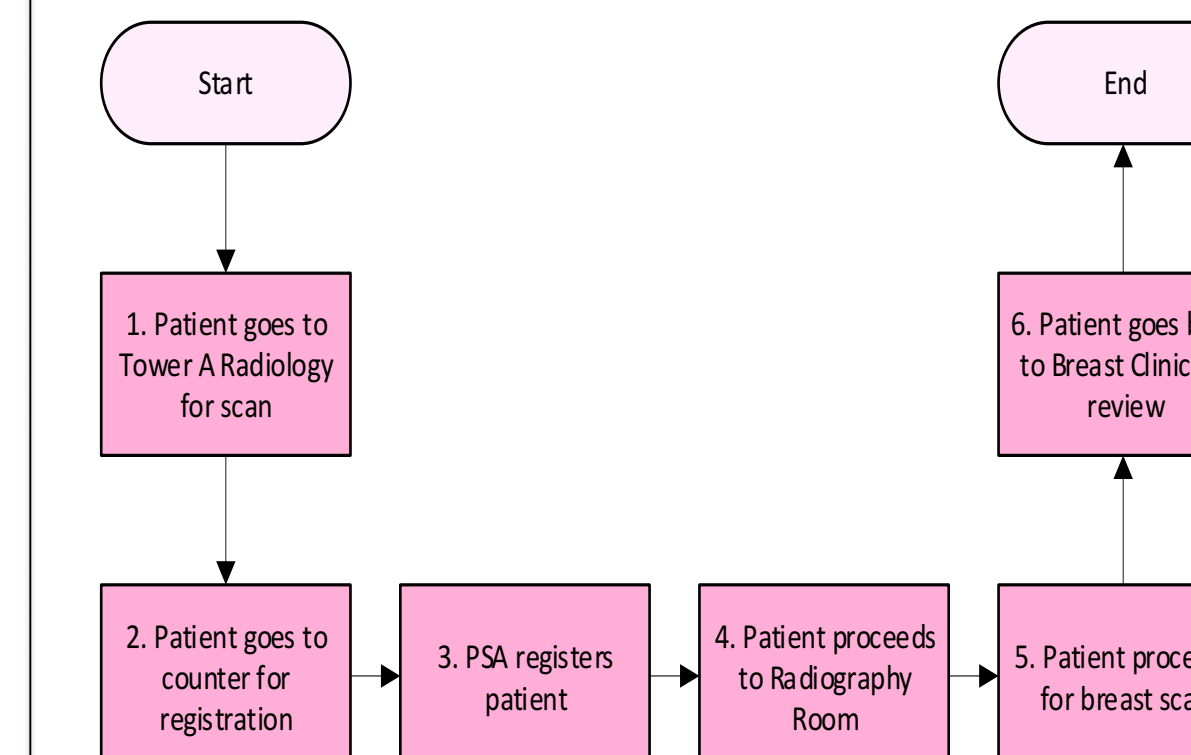 Start
End
1. Patient goes to
Tower A Radiology
for scan
6. Patient goes
to Breast Clinic
review
2. Patient goes to
counter for
registration
3. PSA registers
patient
4. Patient proceeds
to Radiography
Room
5. Patient
for breast